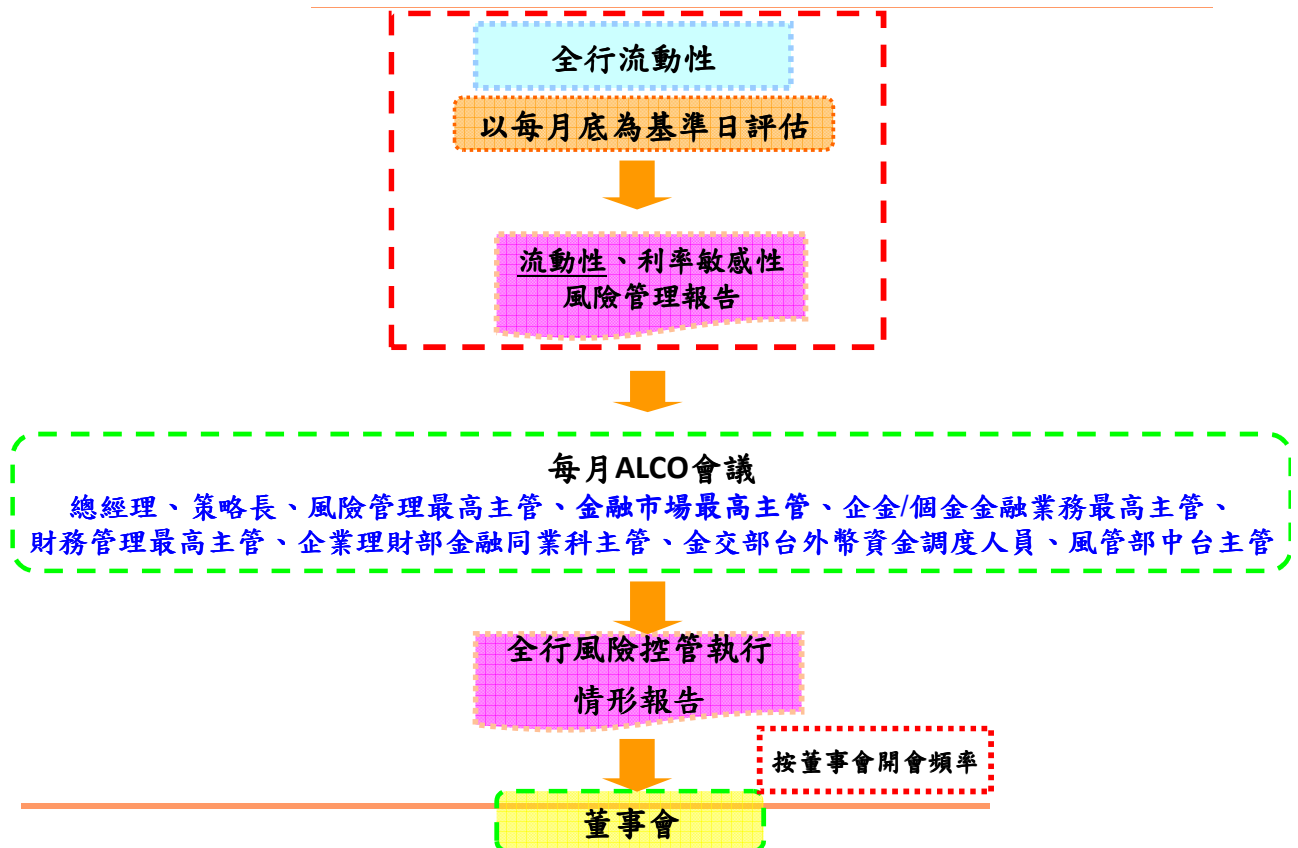 全行流動性
以每月底為基準日評估
流動性、利率敏感性
風險管理報告
每月ALCO會議
總經理、策略長、風險管理最高主管、金融市場最高主管、企金/個金金融業務最高主管、
財務管理最高主管、企業理財部金融同業科主管、金交部台外幣資金調度人員、風管部中台主管
全行風險控管執行
情形報告
按董事會開會頻率
董事會